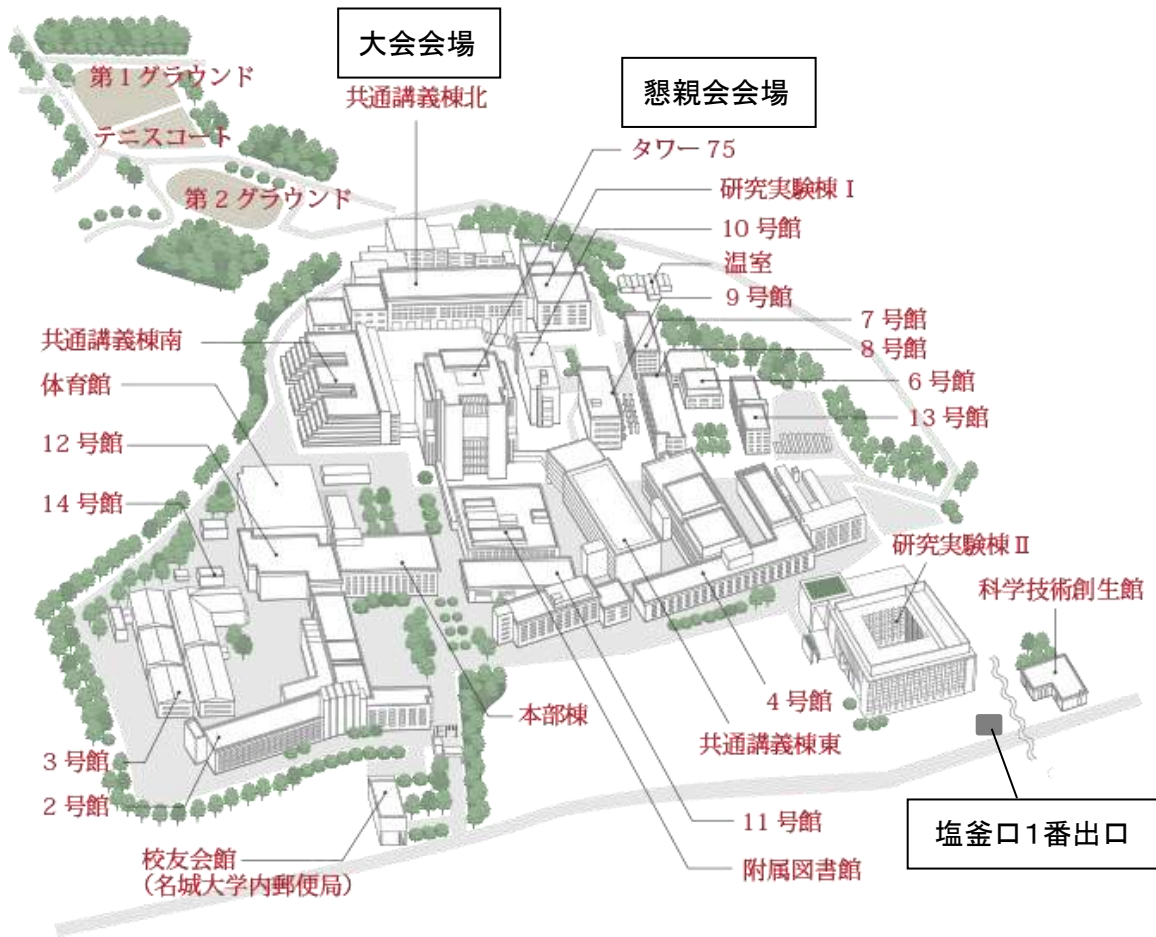 大会会場
第1グラウンド
共通講義棟北
懇親会会場
テニスコート
タワー75
第2グラウンド
研究実験棟Ⅰ
10号館
温室
9号館
7号館
共通講義棟南
8号館
体育館
6号館
13号館
12号館
14号館
研究実験棟Ⅱ
科学技術創生館
4号館
本部棟
共通講義棟東
3号館
2号館
11号館
塩釜口1番出口
校友会館
(名城大学内郵便局)
附属図書館